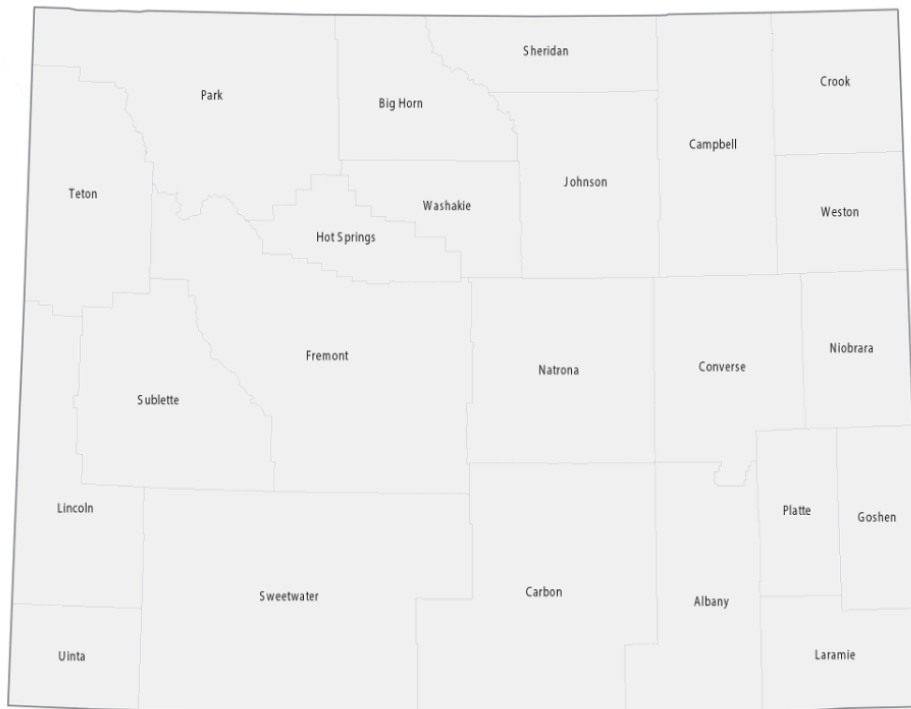 Sheridan
Crook
Park
Big Horn
Campbell
Johnson
Teton
Washakie
Weston
Hot Springs
Niobrara
Fremont
Converse
Natrona
Sublette
Lincoln
Platte
Goshen
Carbon
Sweetwater
Albany
Uinta
Laramie